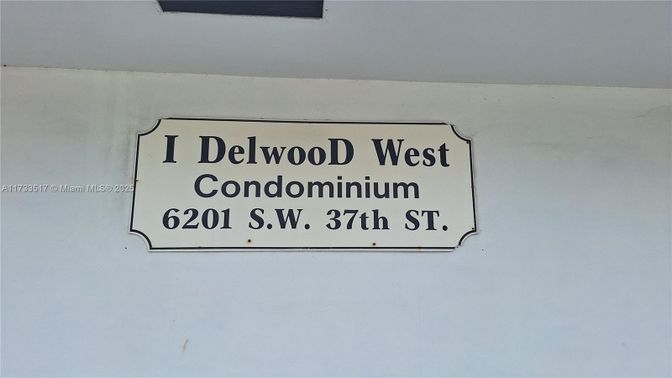 I DelwooD West
Condominium
6201 S.W. 37th ST.
A11733517 © Miami MLS® 2025